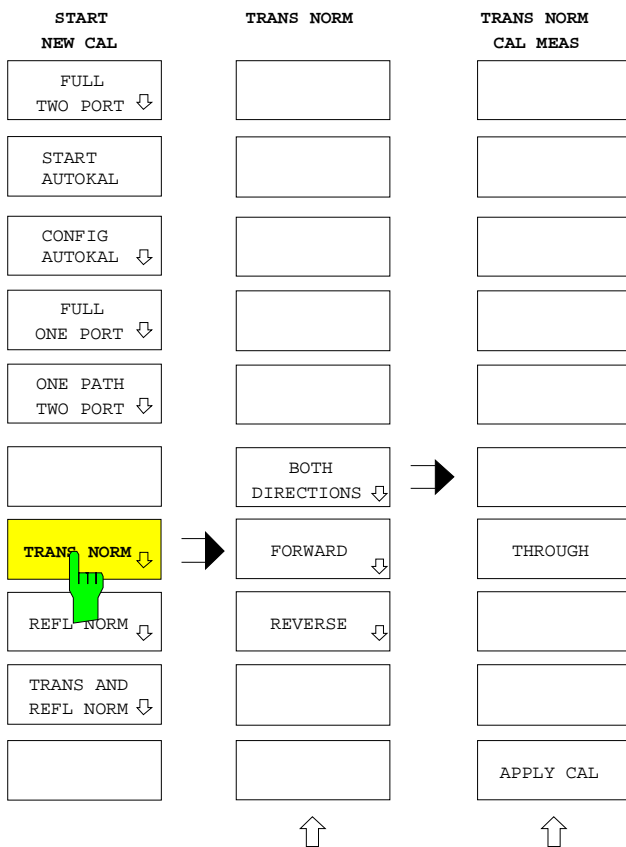 START
NEW CAL
FULL
TWO PORT
START
AUTOKAL
CONFIG
AUTOKAL
FULL
ONE PORT
ONE PATH
TWO PORT
TRANS NORM
REFL NORM
TRANS AND
REFL NORM
TRANS NORM
BOTH
DIRECTIONS
FORWARD
REVERSE
TRANS NORM
CAL MEAS
THROUGH
APPLY CAL